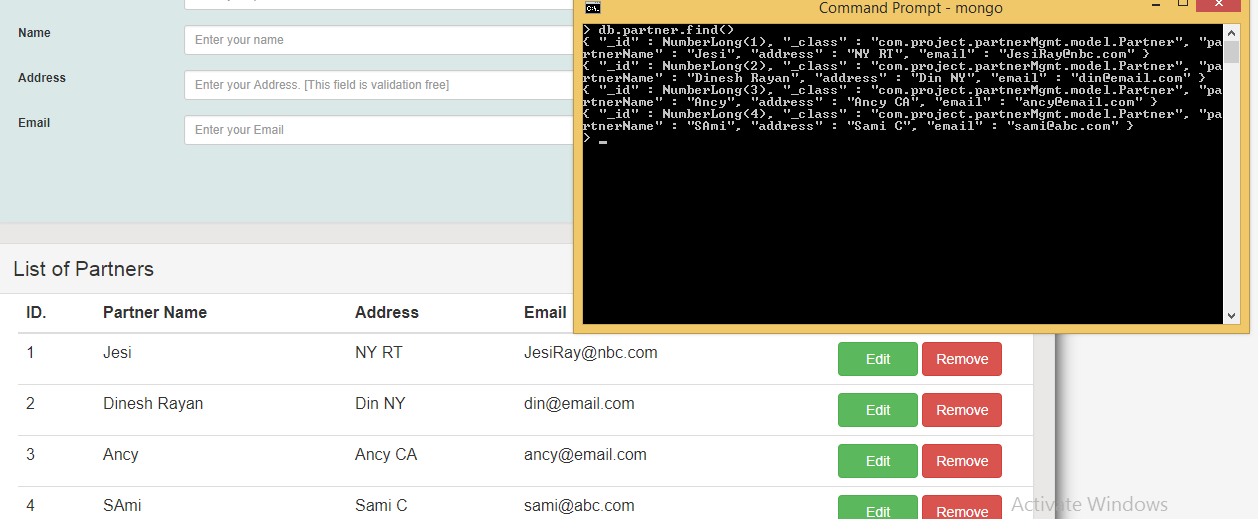 Name
Enter your name
Address
Enter your Address. [This field is validation free]
Email
Enter your Email
Command Prompt - mongo
C:\.
> db.partner.find()
{ "_id" : NumberLong(1), "_class" : "com.project.partnerMgmt.model.Partner", "pa
rtnerName" : "Jesi", "address" : "NY RT", "email" : "JesiRay@nbc.com" }
{ "_id" : NumberLong(2), "_class" : "com.project.partnerMgmt.model.Partner", "pa
rtnerName" : "Dinesh Rayan", "address" : "Din NY", "email" : "din@email.com" }
{ "_id" : NumberLong(3), "_class" : "com.project.partnerMgmt.model.Partner", "pa
rtnerName" : "Ancy", "address" : "Ancy CA", "email" : "ancy@email.com" }
{ "_id" : NumberLong(4), "_class" : "com.project.partnerMgmt.model.Partner", "pa
rtnerName" : "SAmi", "address" : "Sami C", "email" : "sami@abc.com" }
> _
List of Partners
ID. Partner Name Address Email
1 Jesi NY RT JesiRay@nbc.com Edit Remove
2 Dinesh Rayan Din NY din@email.com Edit Remove
3 Ancy Ancy CA ancy@email.com Edit Remove
4 SAmi Sami C sami@abc.com Edit Remove
Activate Windows